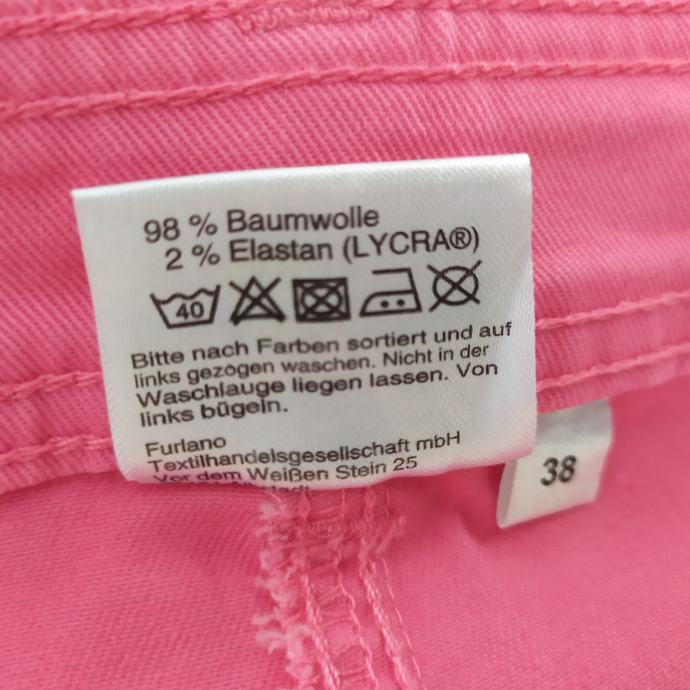 98 % Baumwolle
2 % Elastan (LYCRA®)
40
Bitte nach Farben sortiert und auf
links gezogen waschen. Nicht in der
Waschlauge liegen lassen. Von
links bügeln.
Furlano
Textilhandelsgesellschaft mbH
Vor dem Weißen Stein 25
38